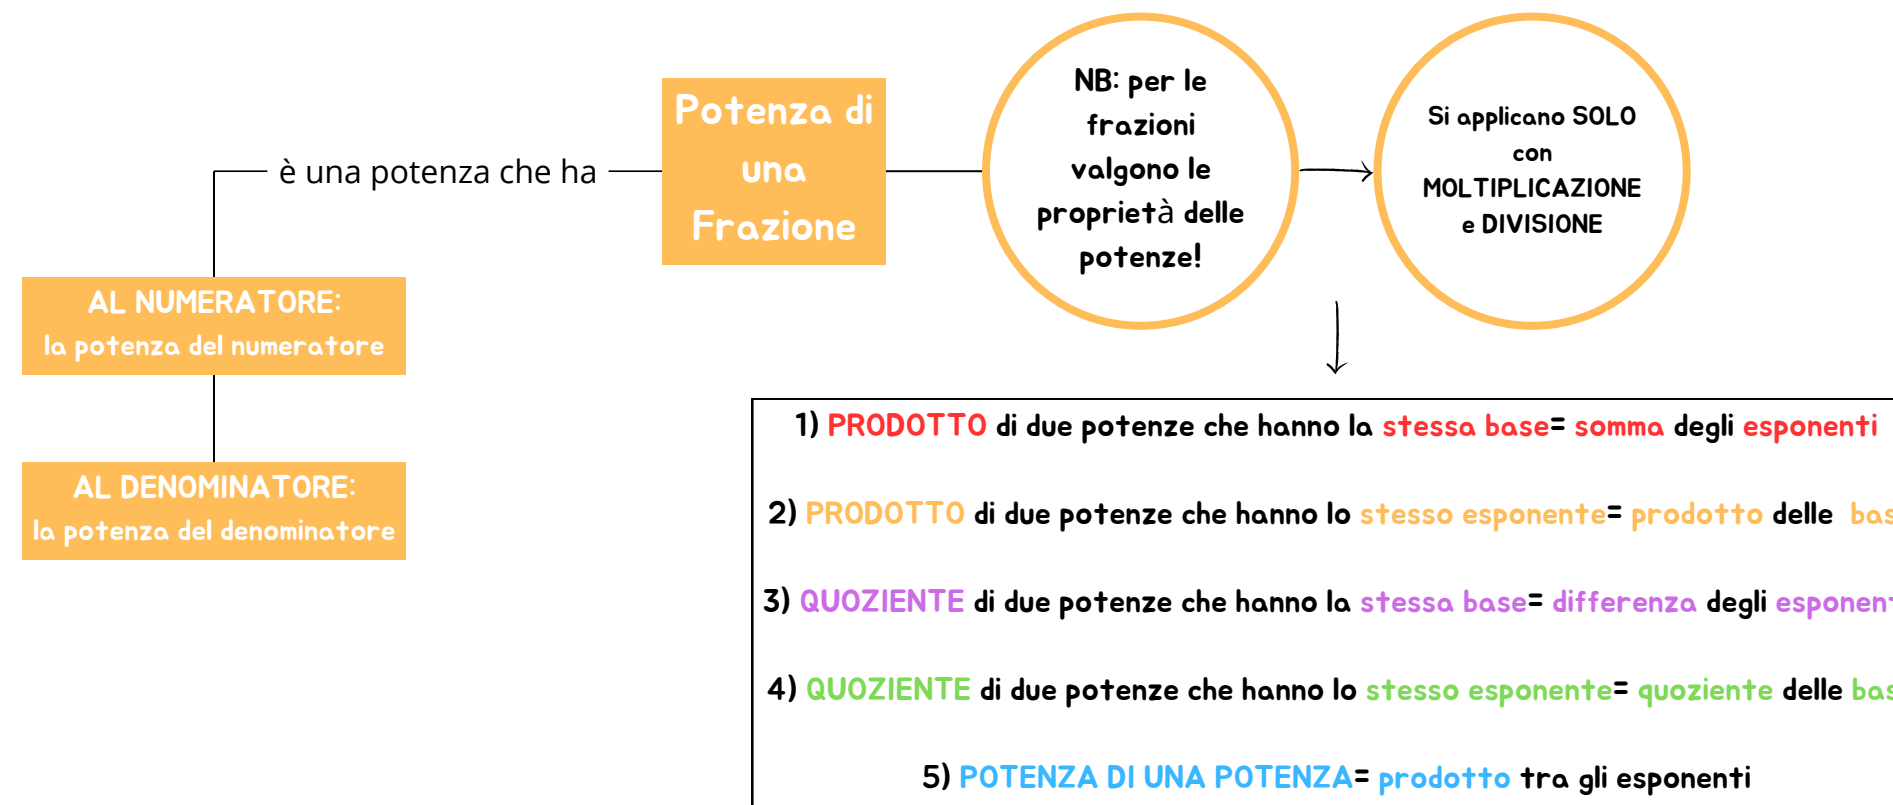 Potenza di
una
Frazione
è una potenza che ha
AL NUMERATORE:
la potenza del numeratore
AL DENOMINATORE:
la potenza del denominatore
NB: per le
frazioni
valgono le
proprietà delle
potenze!
Si applicano SOLO
con
MOLTIPLICAZIONE
e DIVISIONE
1) PRODOTTO di due potenze che hanno la stessa base= somma degli esponenti
2) PRODOTTO di due potenze che hanno lo stesso esponente= prodotto delle
3) QUOZIENTE di due potenze che hanno la stessa base= differenza degli
4) QUOZIENTE di due potenze che hanno lo stesso esponente= quoziente delle
5) POTENZA DI UNA POTENZA= prodotto tra gli esponenti